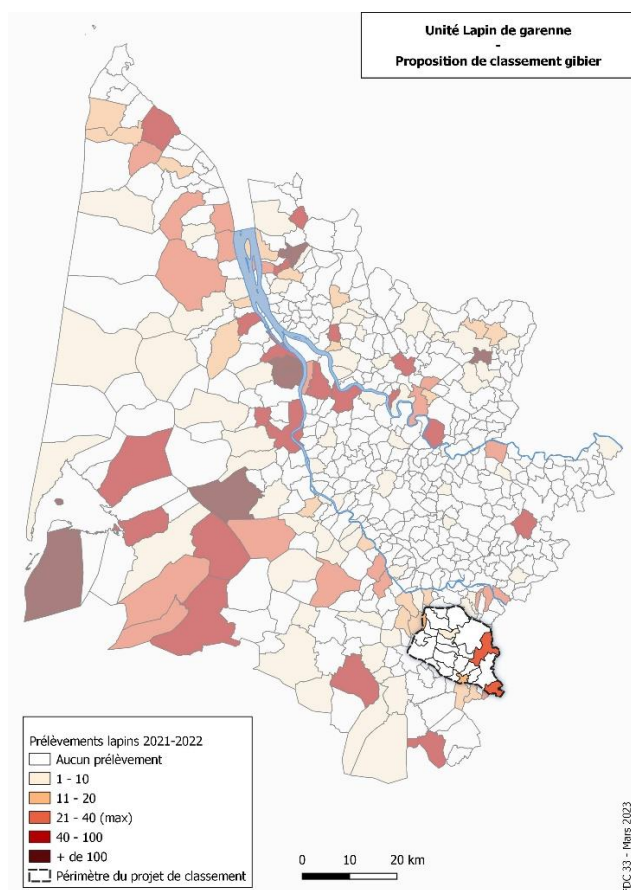 Unité Lapin de garenne
-
Proposition de classement gibier
Prélèvements lapins 2021-2022
Aucun prélèvement
1 - 10
11 - 20
21 - 40 (max)
40 - 100
+ de 100
Périmètre du projet de classement
0 10 20 km
FDC 33 - Mars 2023